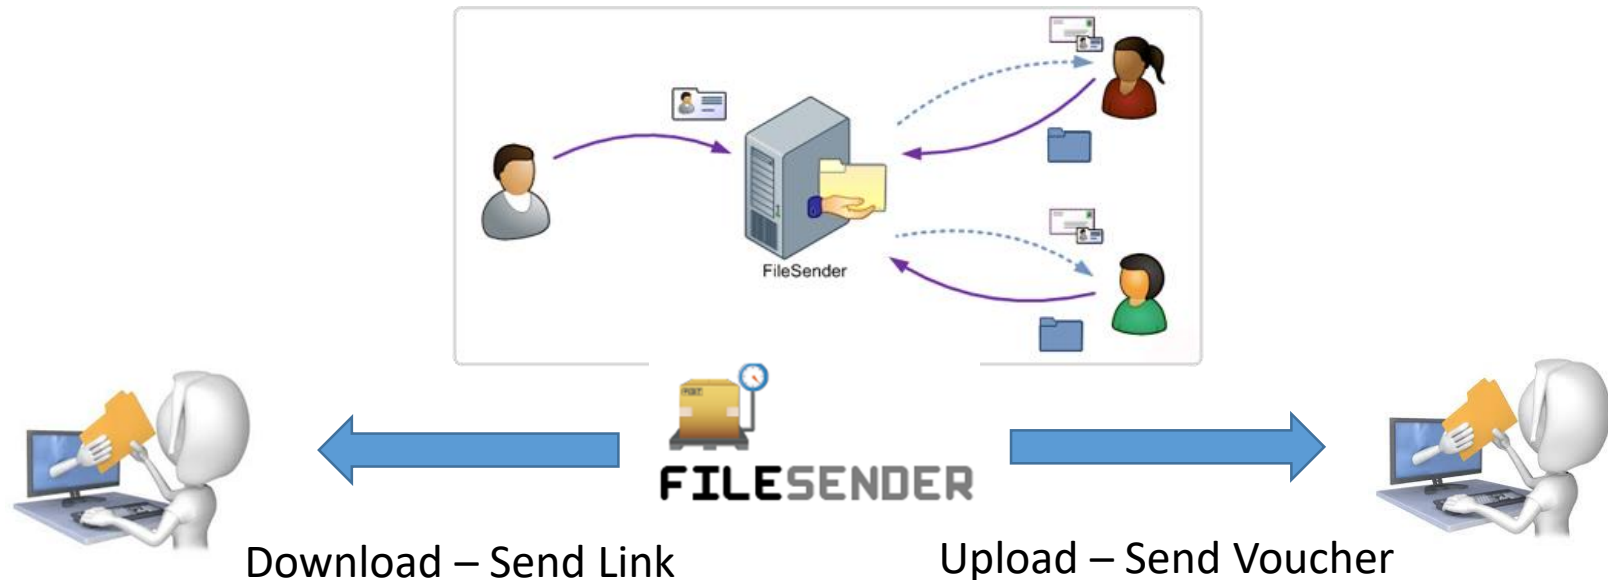 FileSender
FILESENDER
Download – Send Link
Upload – Send Voucher